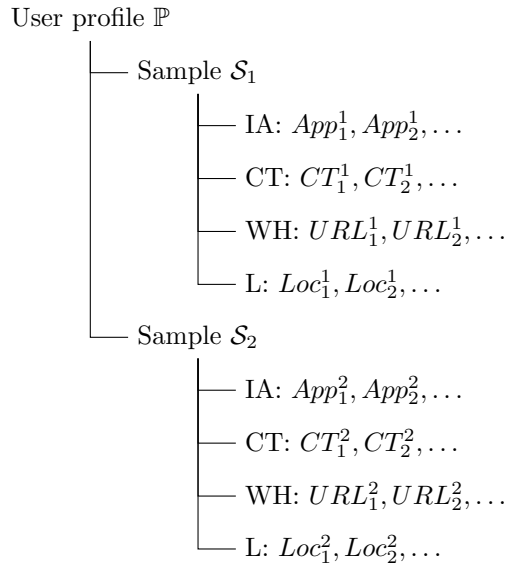 User profile ℙ
Sample 𝒮₁
IA: App₁¹, App₂¹, …
CT: CT₁¹, CT₂¹, …
WH: URL₁¹, URL₂¹, …
L: Loc₁¹, Loc₂¹, …
Sample 𝒮₂
IA: App₁², App₂², …
CT: CT₁², CT₂², …
WH: URL₁², URL₂², …
L: Loc₁², Loc₂², …